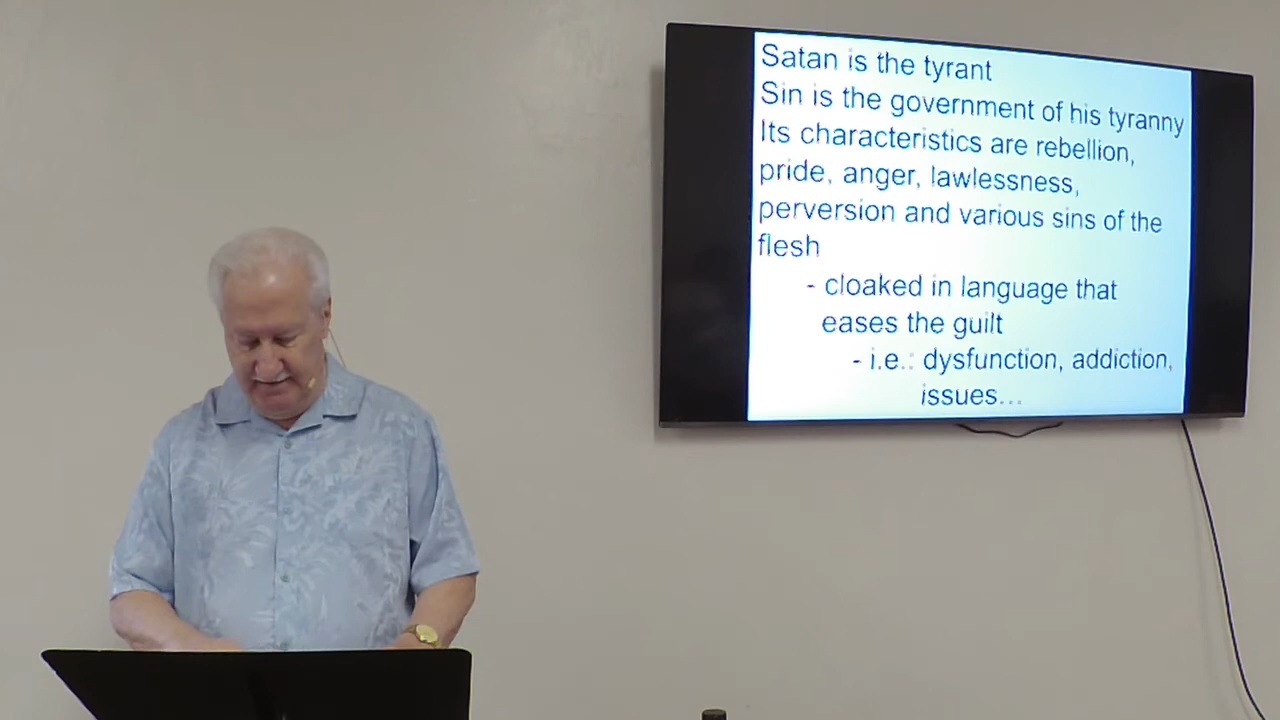 Satan is the tyrant
Sin is the government of his tyranny
Its characteristics are rebellion,
pride, anger, lawlessness,
perversion and various sins of the
flesh
- cloaked in language that
eases the guilt
- i.e.: dysfunction, addiction,
issues...